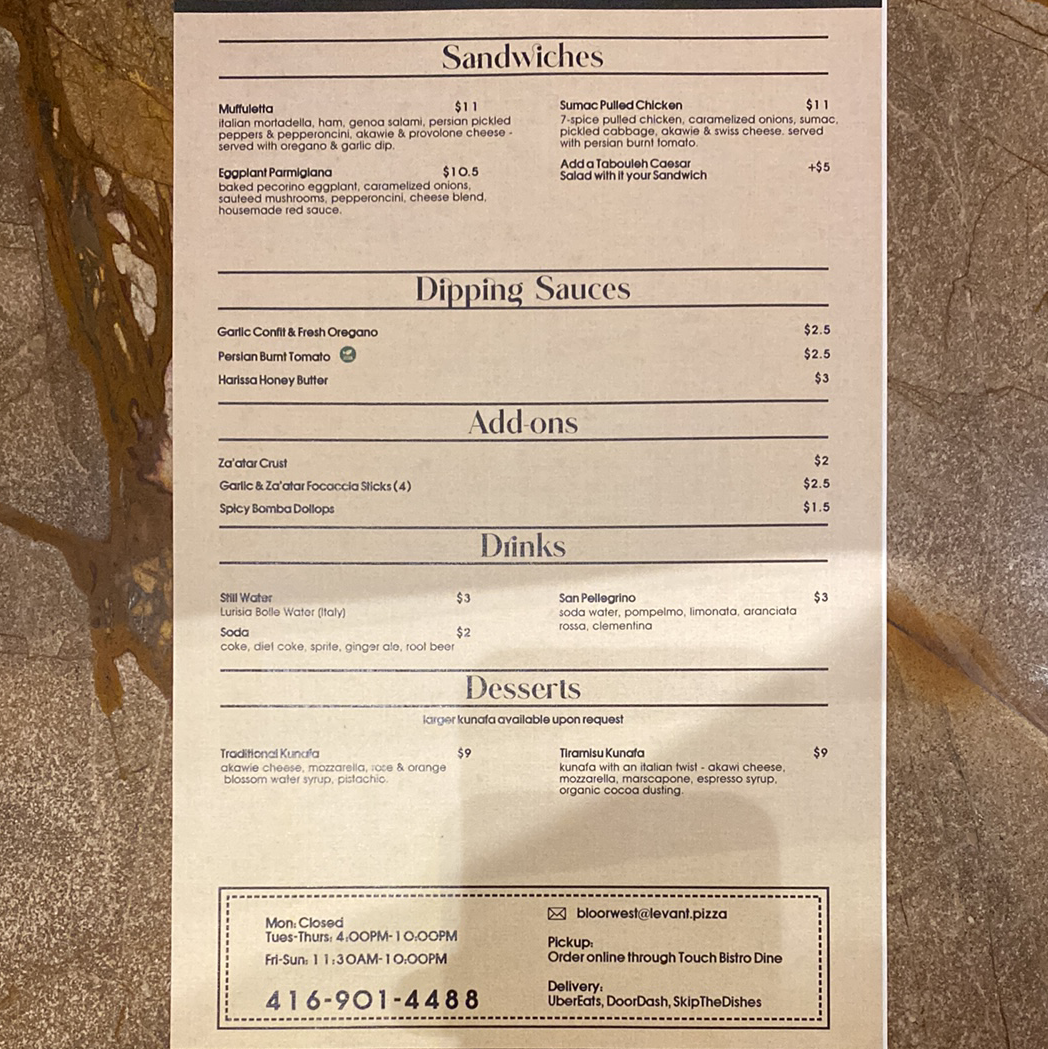 Sandwiches
Muffuletta $11
italian mortadella, ham, genoa salami, persian pickled
peppers & pepperoncini, akawie & provolone cheese -
served with oregano & garlic dip.
Eggplant Parmigiana $10.5
baked pecorino eggplant, caramelized onions,
sauteed mushrooms, pepperoncini, cheese blend,
housemade red sauce.
Sumac Pulled Chicken $11
7-spice pulled chicken, caramelized onions, sumac,
pickled cabbage, akawie & swiss cheese. served
with persian burnt tomato.
Add a Tabouleh Caesar
Salad with it your Sandwich +$5
Dipping Sauces
Garlic Confit & Fresh Oregano $2.5
Persian Burnt Tomato $2.5
Harissa Honey Butter $3
Add-ons
Za'atar Crust $2
Garlic & Za'atar Focaccia Sticks (4) $2.5
Spicy Bomba Dollops $1.5
Drinks
Still Water $3
Lurisia Bolle Water (Italy)
Soda $2
coke, diet coke, sprite, ginger ale, root beer
San Pellegrino $3
soda water, pompelmo, limonata, aranciata
rossa, clementina
Desserts
larger kunafa available upon request
Traditional Kunafa $9
akawie cheese, mozzarella, rose & orange
blossom water syrup, pistachio.
Tiramisu Kunafa $9
kunafa with an italian twist - akawi cheese,
mozzarella, marscapone, espresso syrup,
organic cocoa dusting.
Mon: Closed
Tues-Thurs: 4:00PM-10:00PM
Fri-Sun: 11:30AM-10:00PM
416-901-4488
bloorwest@levant.pizza
Pickup:
Order online through Touch Bistro Dine
Delivery:
UberEats, DoorDash, SkipTheDishes